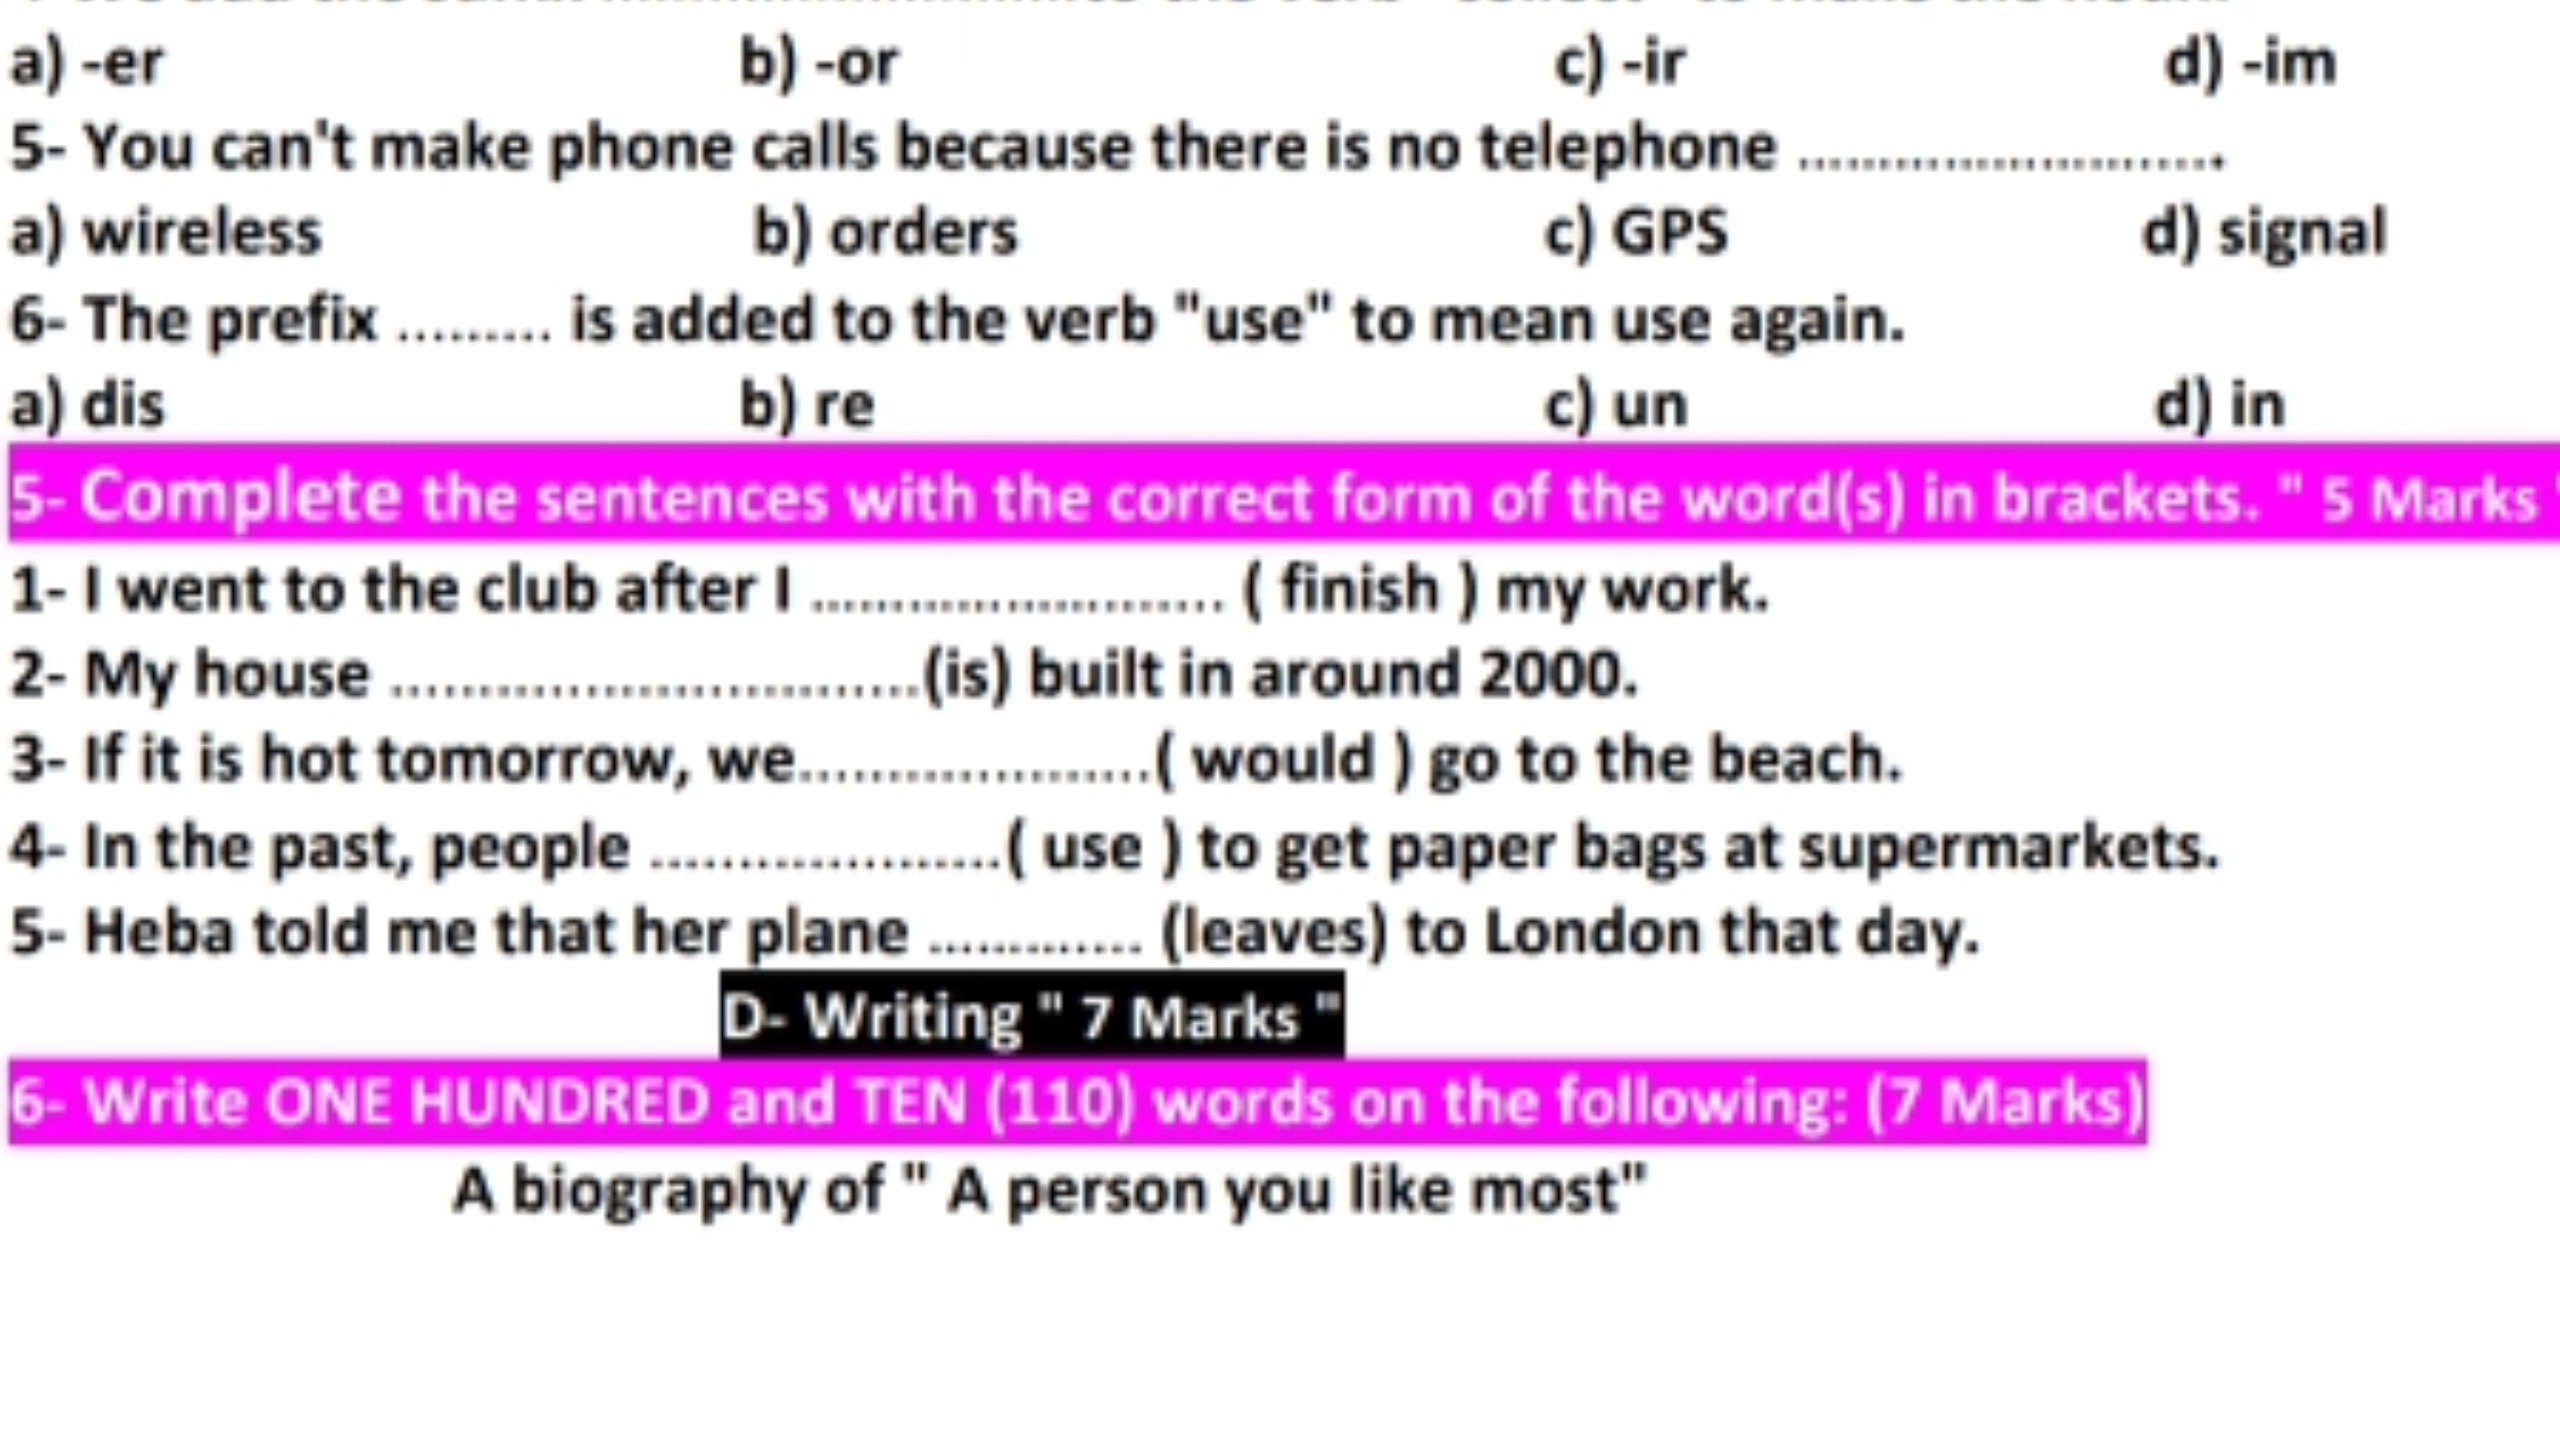 a) -er b) -or c) -ir d) -im
5- You can't make phone calls because there is no telephone ..........................
a) wireless b) orders c) GPS d) signal
6- The prefix ......... is added to the verb "use" to mean use again.
a) dis b) re c) un d) in
5- Complete the sentences with the correct form of the word(s) in brackets. " 5 Marks "
1- I went to the club after I .......................... ( finish ) my work.
2- My house .................................(is) built in around 2000.
3- If it is hot tomorrow, we......................( would ) go to the beach.
4- In the past, people ......................( use ) to get paper bags at supermarkets.
5- Heba told me that her plane ............. (leaves) to London that day.
D- Writing " 7 Marks "
6- Write ONE HUNDRED and TEN (110) words on the following: (7 Marks)
A biography of " A person you like most"